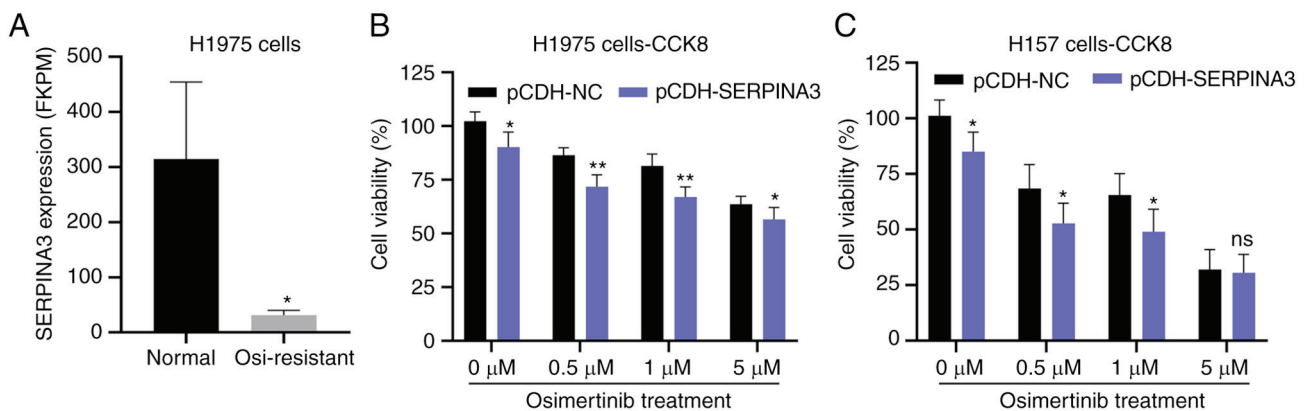 A
H1975 cells
SERPINA3 expression (FKPM)
500
400
300
200
100
0
*
Normal Osi-resistant
B
H1975 cells-CCK8
pCDH-NC pCDH-SERPINA3
Cell viability (%)
125
100
75
50
25
0
* ** ** *
0 μM 0.5 μM 1 μM 5 μM
Osimertinib treatment
C
H157 cells-CCK8
pCDH-NC pCDH-SERPINA3
Cell viability (%)
125
100
75
50
25
0
* * * ns
0 μM 0.5 μM 1 μM 5 μM
Osimertinib treatment